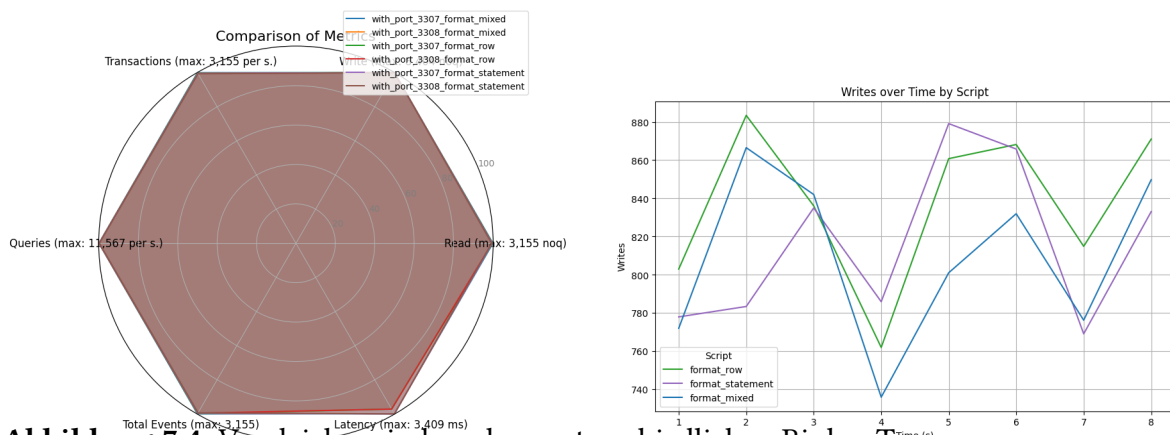 Comparison of Metrics
with_port_3307_format_mixed
with_port_3308_format_mixed
with_port_3307_format_row
with_port_3308_format_row
with_port_3307_format_statement
with_port_3308_format_statement
Transactions (max: 3,155 per s.)
100
Queries (max: 11,567 per s.)
Read (max: 3,155 noq)
Total Events (max: 3,155)
Latency (max: 3,409 ms)
Writes over Time by Script
Writes
880
860
840
820
800
780
760
740
Script
format_row
format_statement
format_mixed
1 2 3 4 5 6 7 8
Time (s)